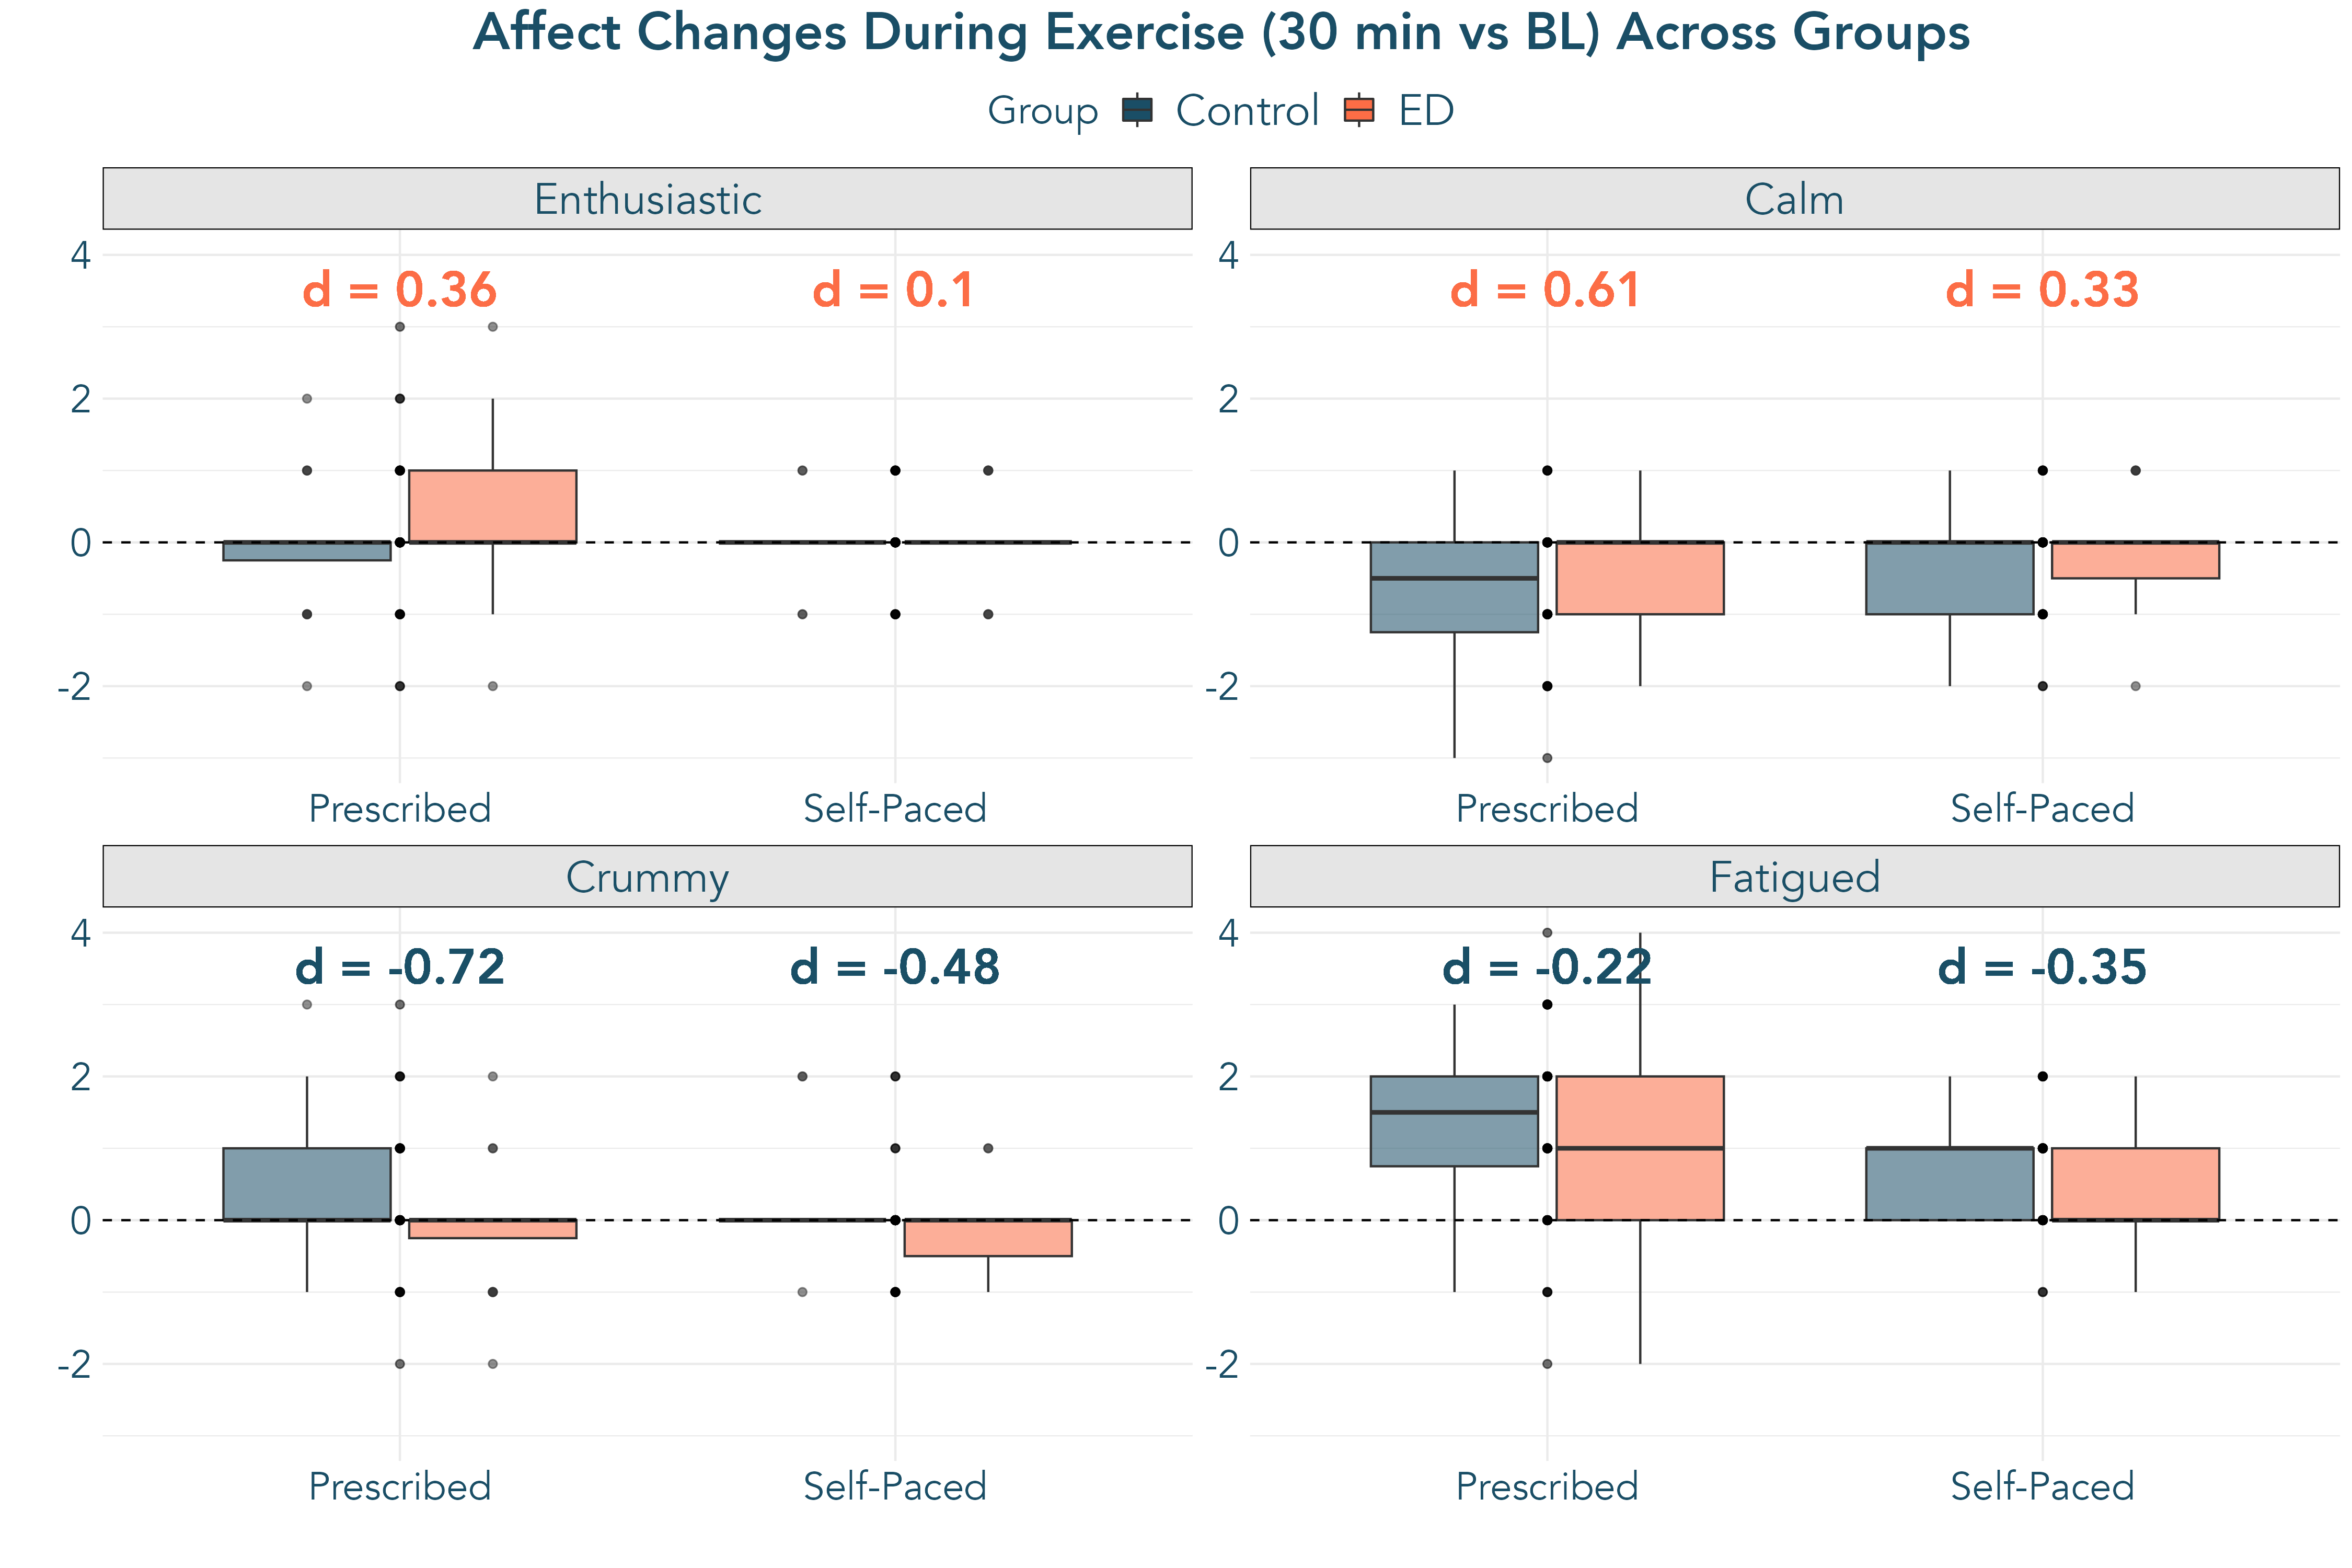 Affect Changes During Exercise (30 min vs BL) Across Groups
Group Control ED
Enthusiastic
4
2
0
-2
d = 0.36 d = 0.1
Prescribed Self-Paced
Calm
4
2
0
-2
d = 0.61 d = 0.33
Prescribed Self-Paced
Crummy
4
2
0
-2
d = -0.72 d = -0.48
Prescribed Self-Paced
Fatigued
4
2
0
-2
d = -0.22 d = -0.35
Prescribed Self-Paced